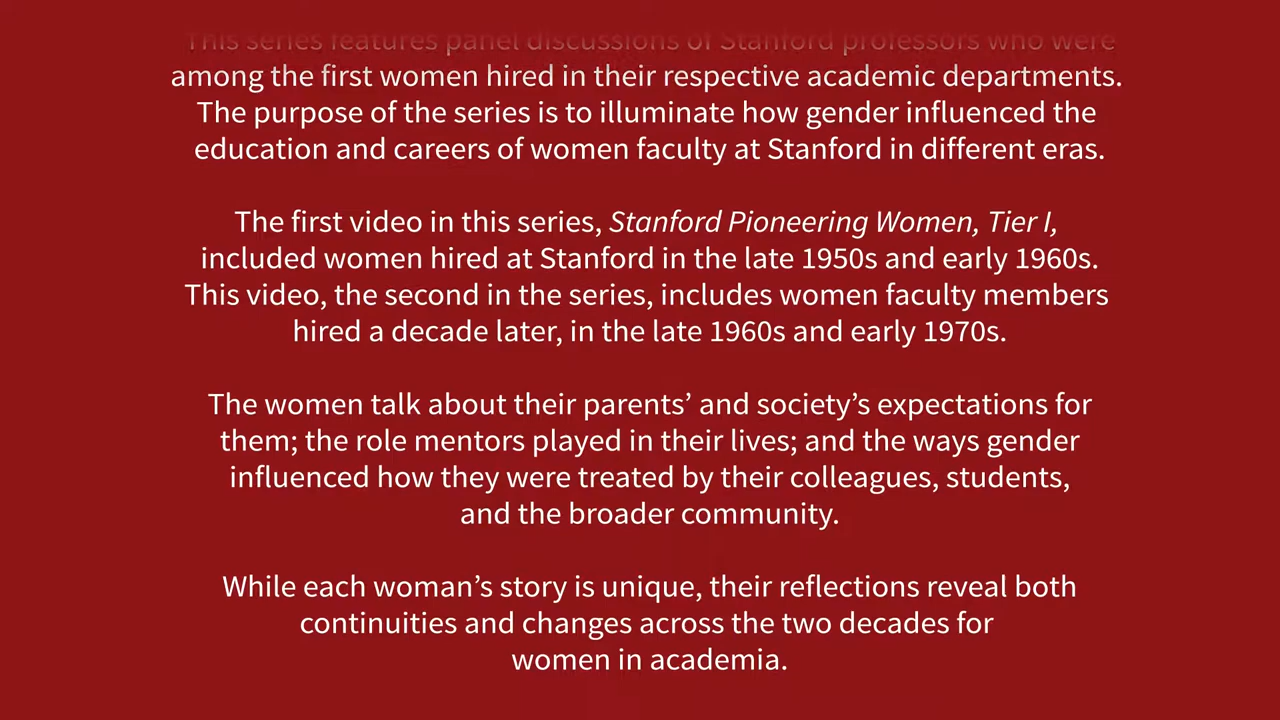 This series features panel discussions of Stanford professors who were
among the first women hired in their respective academic departments.
The purpose of the series is to illuminate how gender influenced the
education and careers of women faculty at Stanford in different eras.
The first video in this series, Stanford Pioneering Women, Tier I,
included women hired at Stanford in the late 1950s and early 1960s.
This video, the second in the series, includes women faculty members
hired a decade later, in the late 1960s and early 1970s.
The women talk about their parents’ and society’s expectations for
them; the role mentors played in their lives; and the ways gender
influenced how they were treated by their colleagues, students,
and the broader community.
While each woman’s story is unique, their reflections reveal both
continuities and changes across the two decades for
women in academia.